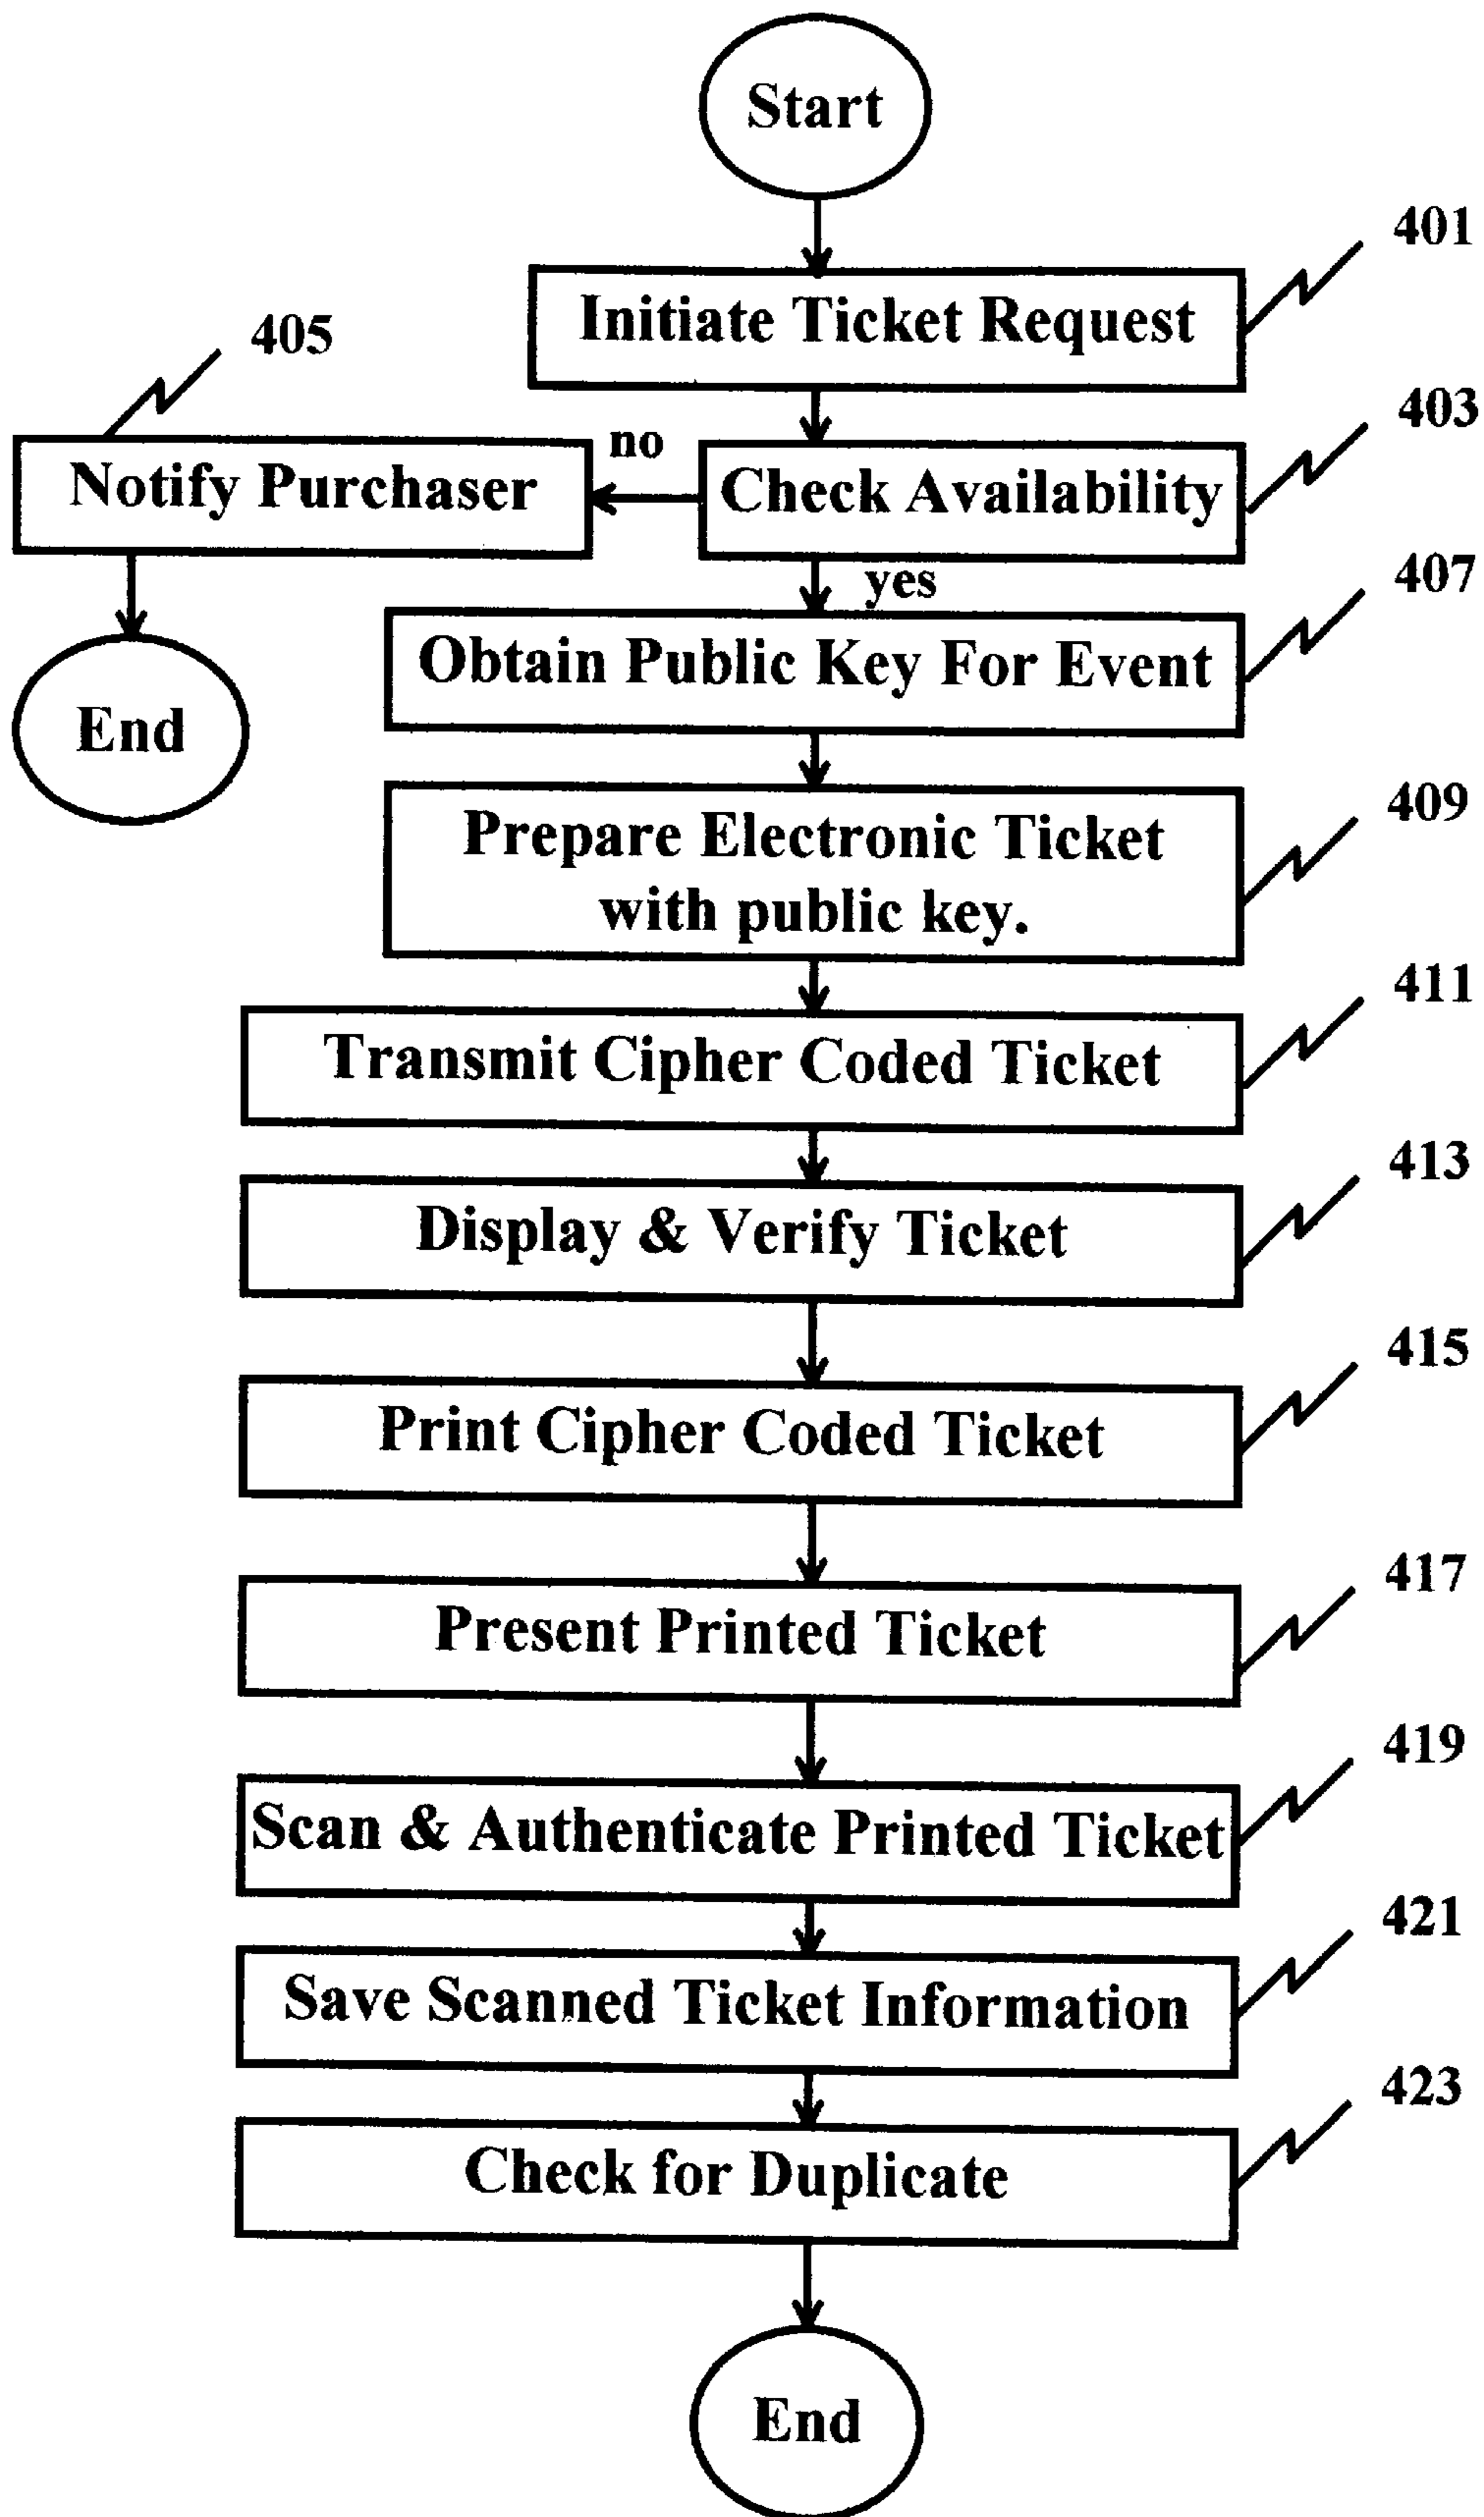 Start
401
Initiate Ticket Request
405
403
no
Notify Purchaser
Check Availability
yes
407
Obtain Public Key For Event
End
409
Prepare Electronic Ticket
with public key.
411
Transmit Cipher Coded Ticket
413
Display & Verify Ticket
415
Print Cipher Coded Ticket
417
Present Printed Ticket
419
Scan & Authenticate Printed Ticket
421
Save Scanned Ticket Information
423
Check for Duplicate
End